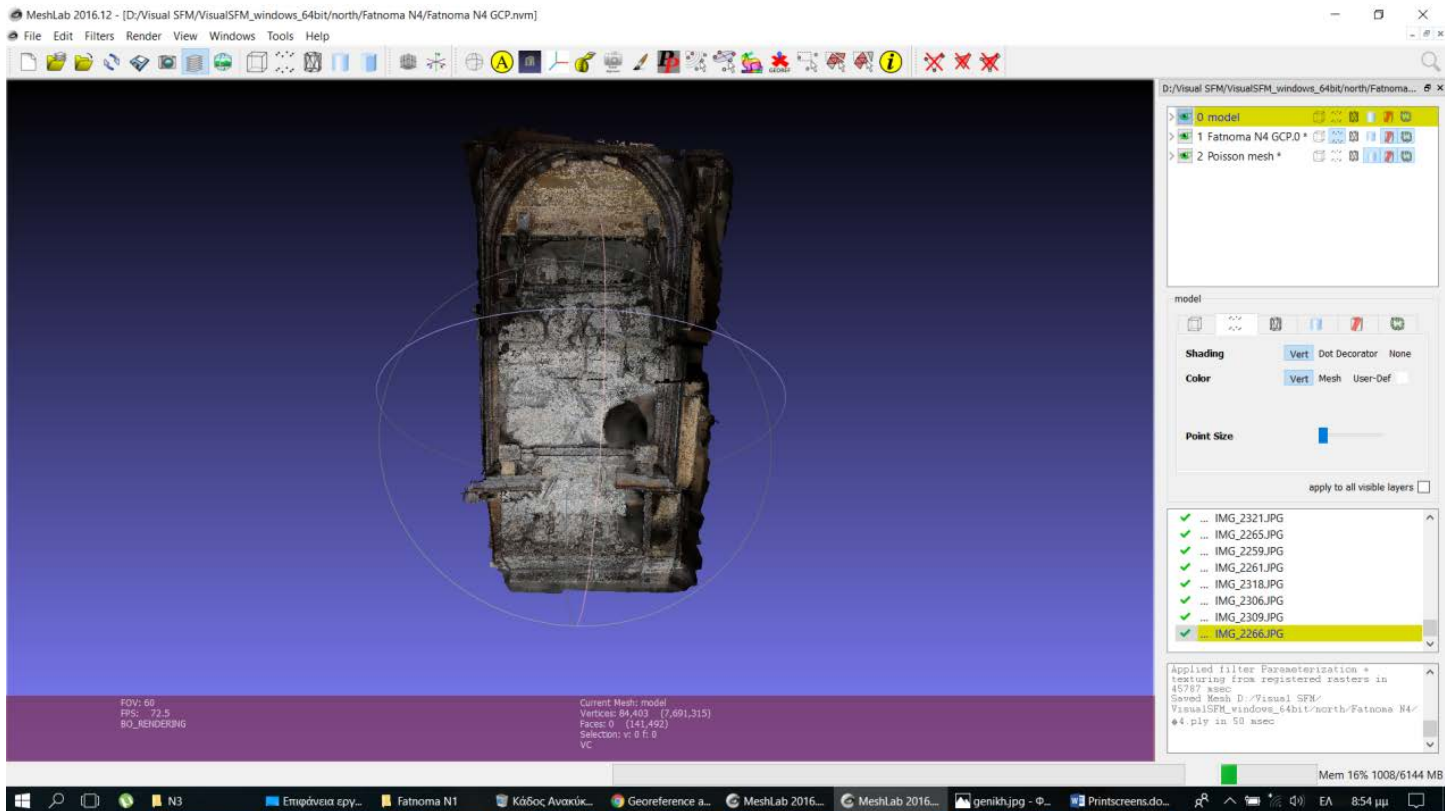 MeshLab 2016.12 - [D:/Visual SFM/VisualSFM_windows_64bit/north/Fatnoma N4/Fatnoma N4 GCP.nvm]
File Edit Filters Render View Windows Tools Help
D:/Visual SFM/VisualSFM_windows_64bit/north/Fatnoma...
0 model
1 Fatnoma N4 GCP.0 *
2 Poisson mesh *
model
Shading Vert Dot Decorator None
Color Vert Mesh User-Def
Point Size
apply to all visible layers
... IMG_2321.JPG
... IMG_2265.JPG
... IMG_2259.JPG
... IMG_2261.JPG
... IMG_2318.JPG
... IMG_2306.JPG
... IMG_2309.JPG
... IMG_2266.JPG
Applied filter Parameterization +
texturing from registered rasters in
45787 msec
Saved Mesh D:/Visual SFM/
VisualSFM_windows_64bit/north/Fatnoma N4/
�4.ply in 50 msec
FOV: 60
FPS: 72.5
BO_RENDERING
Current Mesh: model
Vertices: 84,403 (7,691,315)
Faces: 0 (141,492)
Selection: v: 0 f: 0
VC
Mem 16% 1008/6144 MB
N3
Επιφάνεια εργ...
Fatnoma N1
Κάδος Ανακύκ...
Georeference a...
MeshLab 2016....
MeshLab 2016....
genikh.jpg - Φ...
Printscreens.do...
ΕΛ
8:54 μμ